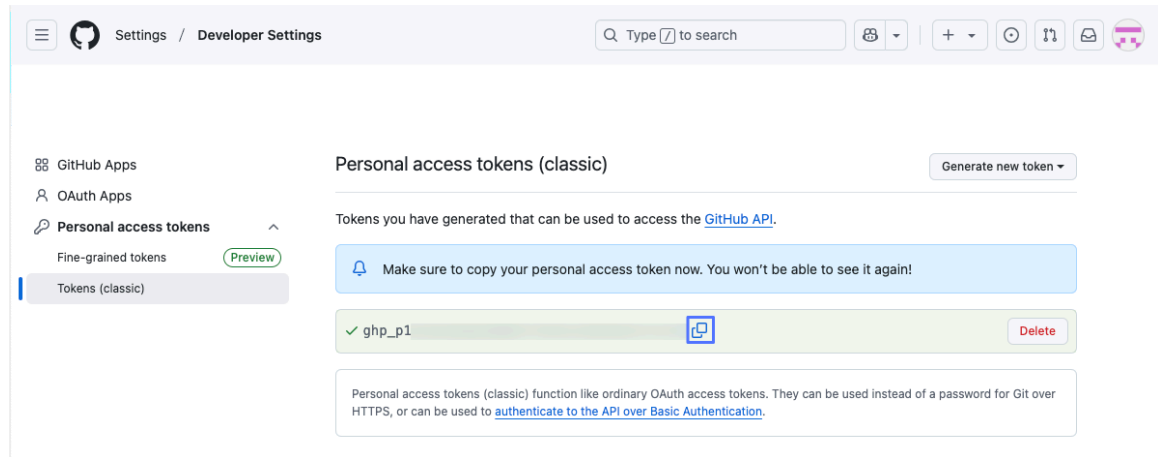 Settings / Developer Settings
Type / to search
GitHub Apps
OAuth Apps
Personal access tokens
Fine-grained tokens Preview
Tokens (classic)
Personal access tokens (classic)
Generate new token
Tokens you have generated that can be used to access the GitHub API.
Make sure to copy your personal access token now. You won't be able to see it again!
ghp_p1
Delete
Personal access tokens (classic) function like ordinary OAuth access tokens. They can be used instead of a password for Git over
HTTPS, or can be used to authenticate to the API over Basic Authentication.